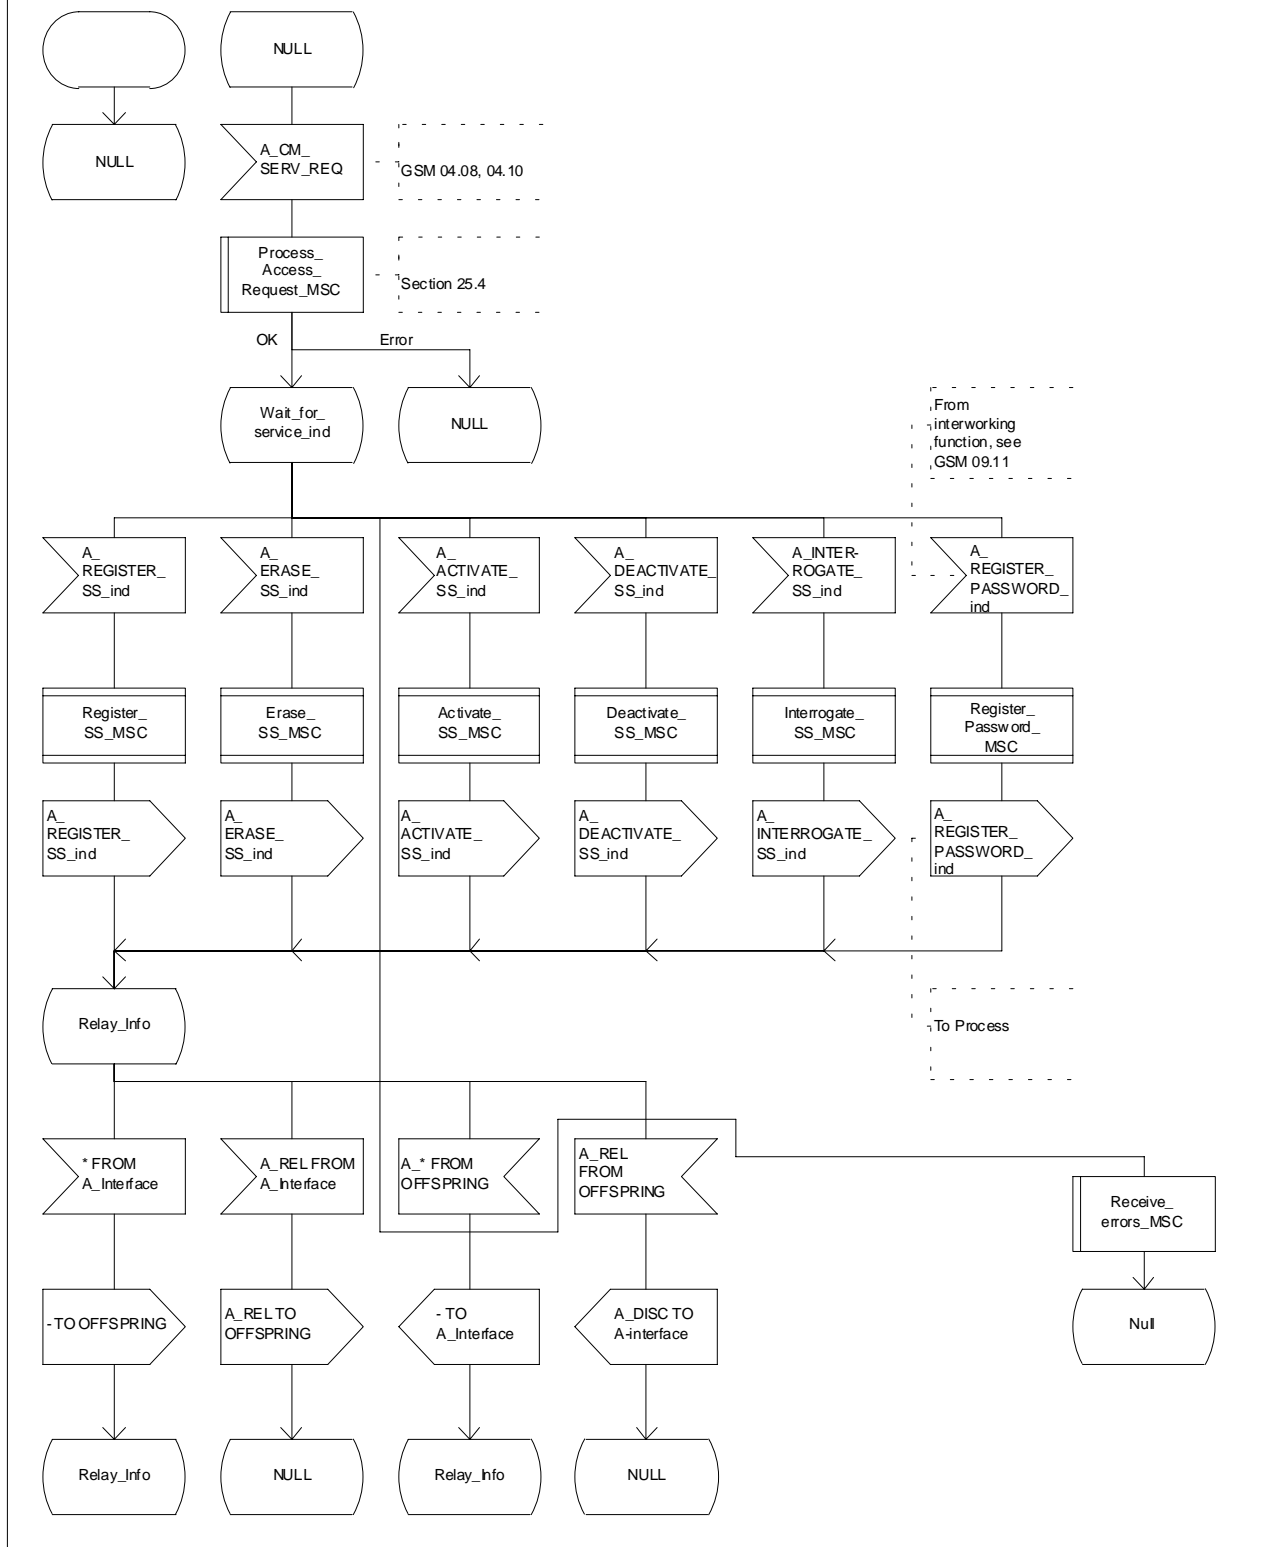 NULL
NULL
A_CM_
SERV_REQ
GSM 04.08, 04.10
Process_
Access_
Request_MSC
Section 25.4
OK
Error
Wait_for_
service_ind
NULL
From
interworking
function, see
GSM 09.11
A_
REGISTER_
SS_ind
A_
ERASE_
SS_ind
A_
ACTIVATE_
SS_ind
A_
DEACTIVATE_
SS_ind
A_INTER-
ROGATE_
SS_ind
A_
REGISTER_
PASSWORD_
ind
Register_
SS_MSC
Erase_
SS_MSC
Activate_
SS_MSC
Deactivate_
SS_MSC
Interrogate_
SS_MSC
Register_
Password_
MSC
A_
REGISTER_
SS_ind
A_
ERASE_
SS_ind
A_
ACTIVATE_
SS_ind
A_
DEACTIVATE_
SS_ind
A_
INTERROGATE_
SS_ind
A_
REGISTER_
PASSWORD_
ind
Relay_Info
To Process
* FROM
A_Interface
A_REL FROM
A_Interface
A_* FROM
OFFSPRING
A_REL
FROM
OFFSPRING
Receive_
errors_MSC
- TO OFFSPRING
A_REL TO
OFFSPRING
- TO
A_Interface
A_DISC TO
A-interface
Null
Relay_Info
NULL
Relay_Info
NULL